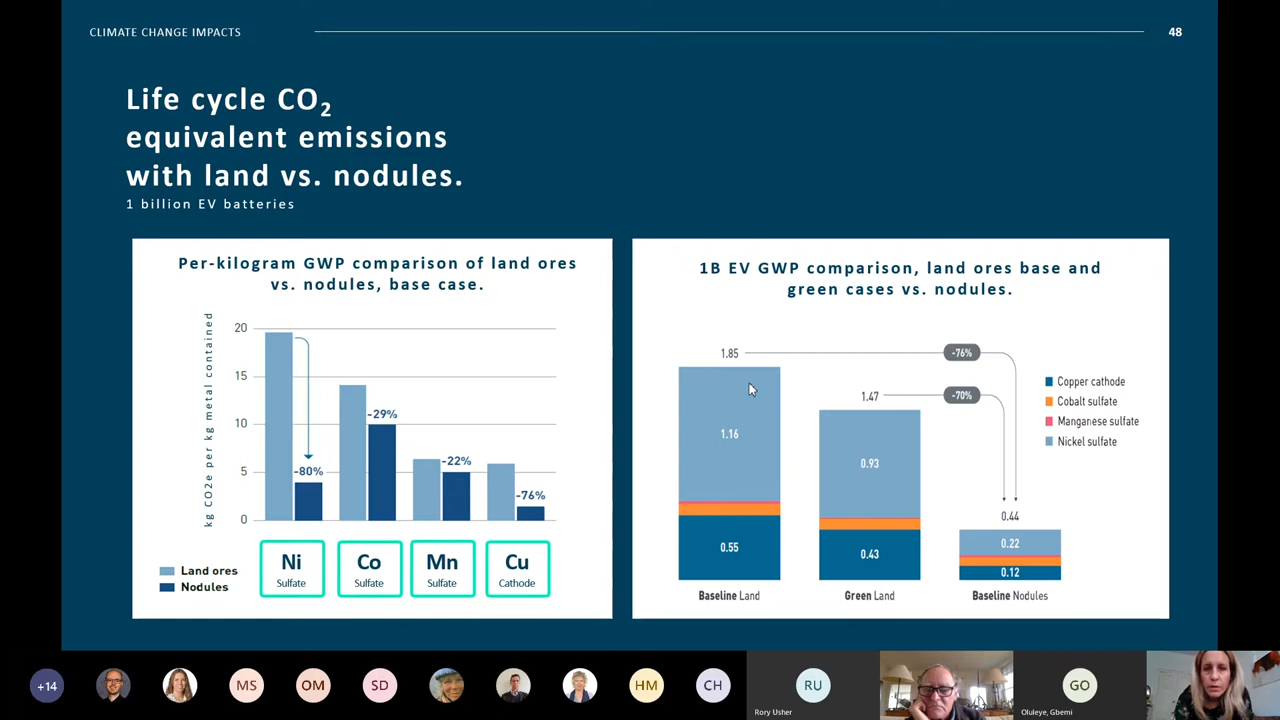 CLIMATE CHANGE IMPACTS
48
Life cycle CO2
equivalent emissions
with land vs. nodules.
1 billion EV batteries
Per-kilogram GWP comparison of land ores
vs. nodules, base case.
kg CO2e per kg metal contained
20
15
10
5
0
-80%
-29%
-22%
-76%
Ni
Sulfate
Co
Sulfate
Mn
Sulfate
Cu
Cathode
Land ores
Nodules
1B EV GWP comparison, land ores base and
green cases vs. nodules.
1.85
-76%
1.47
-70%
0.44
1.16
0.93
0.22
0.55
0.43
0.12
Baseline Land
Green Land
Baseline Nodules
Copper cathode
Cobalt sulfate
Manganese sulfate
Nickel sulfate
+14
MS
OM
SD
HM
CH
RU
Rory Usher
GO
Oluleye, Gbemi